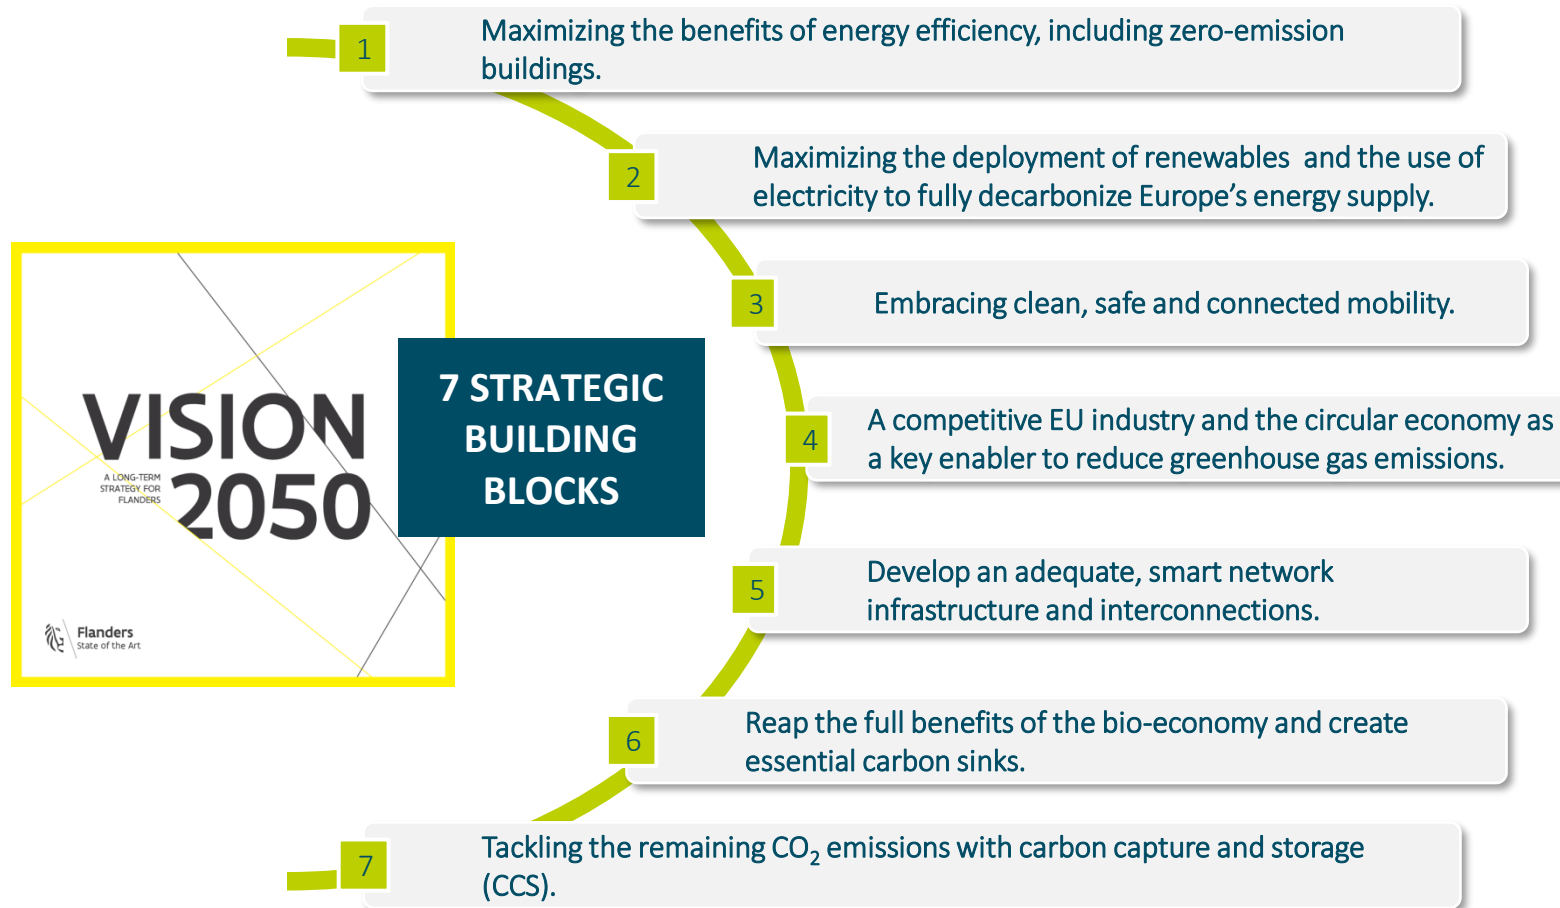 1
Maximizing the benefits of energy efficiency, including zero-emission
buildings.
2
Maximizing the deployment of renewables  and the use of
electricity to fully decarbonize Europe’s energy supply.
3
Embracing clean, safe and connected mobility.
VISION
A LONG-TERM
STRATEGY FOR
FLANDERS
2050
Flanders
State of the Art
7 STRATEGIC
BUILDING
BLOCKS
4
A competitive EU industry and the circular economy as
a key enabler to reduce greenhouse gas emissions.
5
Develop an adequate, smart network
infrastructure and interconnections.
6
Reap the full benefits of the bio-economy and create
essential carbon sinks.
7
Tackling the remaining CO₂ emissions with carbon capture and storage
(CCS).